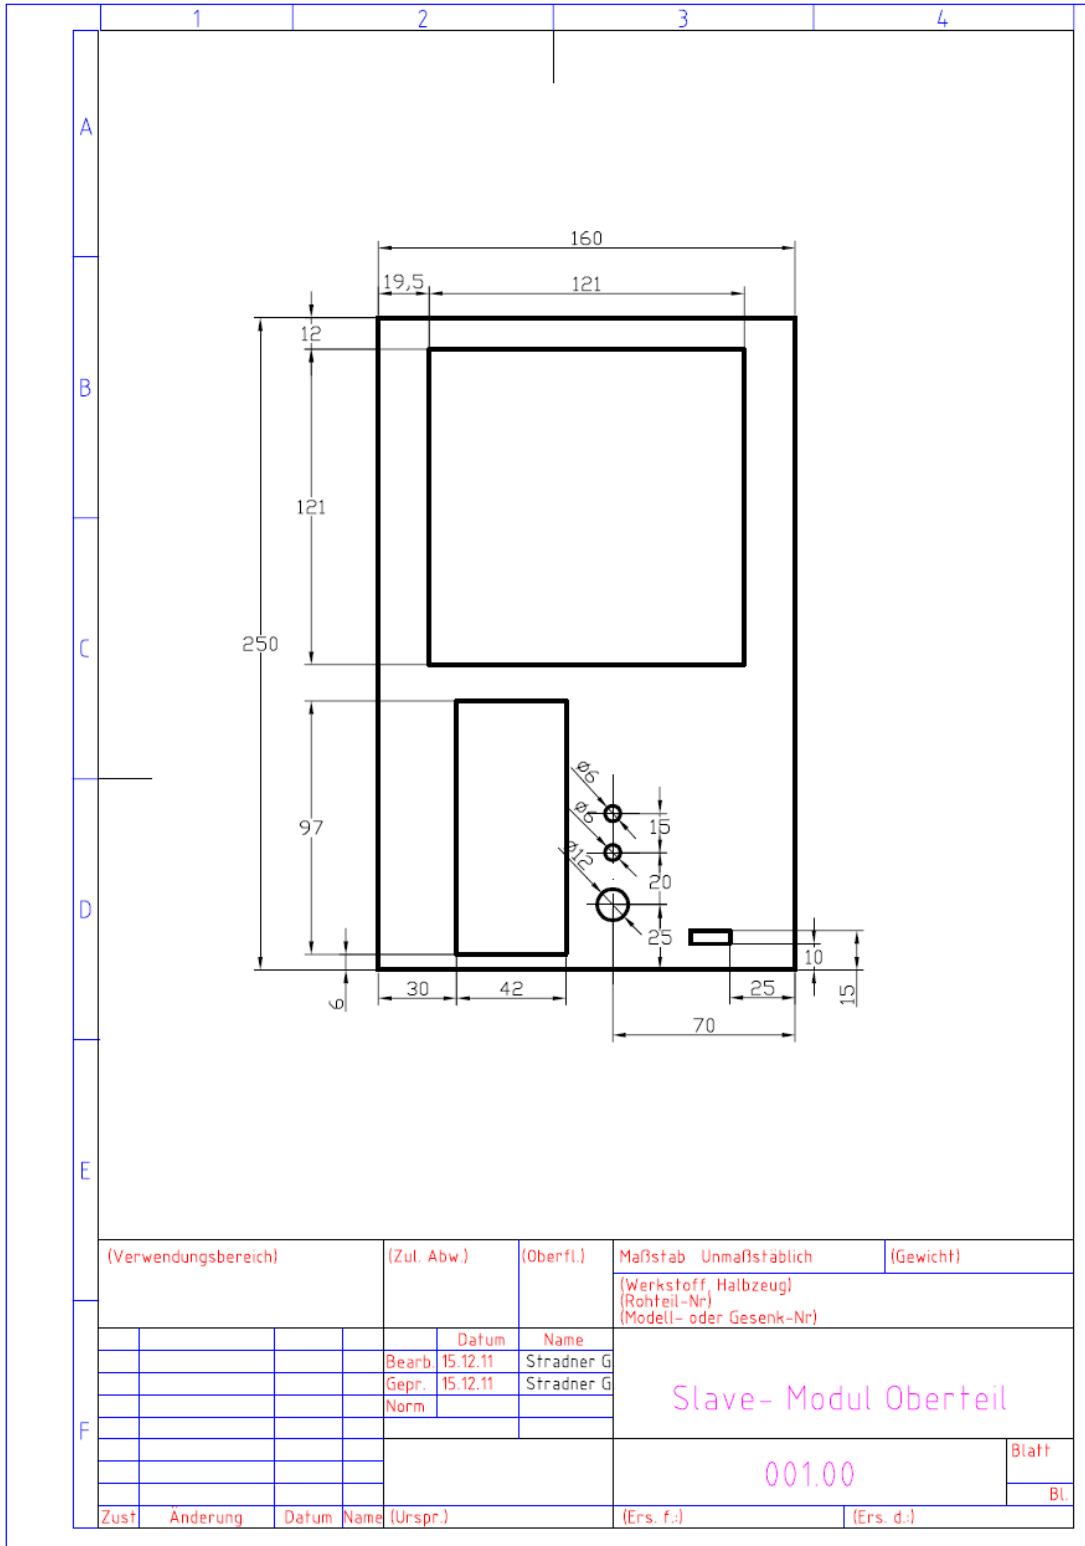 1 2 3 4
A
B
C
D
E
F
160
19,5 121
12
121
250
97
ø6
ø6
ø12
15
20
25
10
15
6
30 42 25
70
(Verwendungsbereich) (Zul. Abw.) (Oberfl.) Maßstab Unmaßstäblich (Gewicht)
(Werkstoff, Halbzeug)
(Rohteil-Nr)
(Modell- oder Gesenk-Nr)
Datum Name
Bearb. 15.12.11 Stradner G
Gepr. 15.12.11 Stradner G
Norm
Slave- Modul Oberteil
001.00
Blatt
Bl.
Zust Änderung Datum Name (Urspr.) (Ers. f.:) (Ers. d.:)